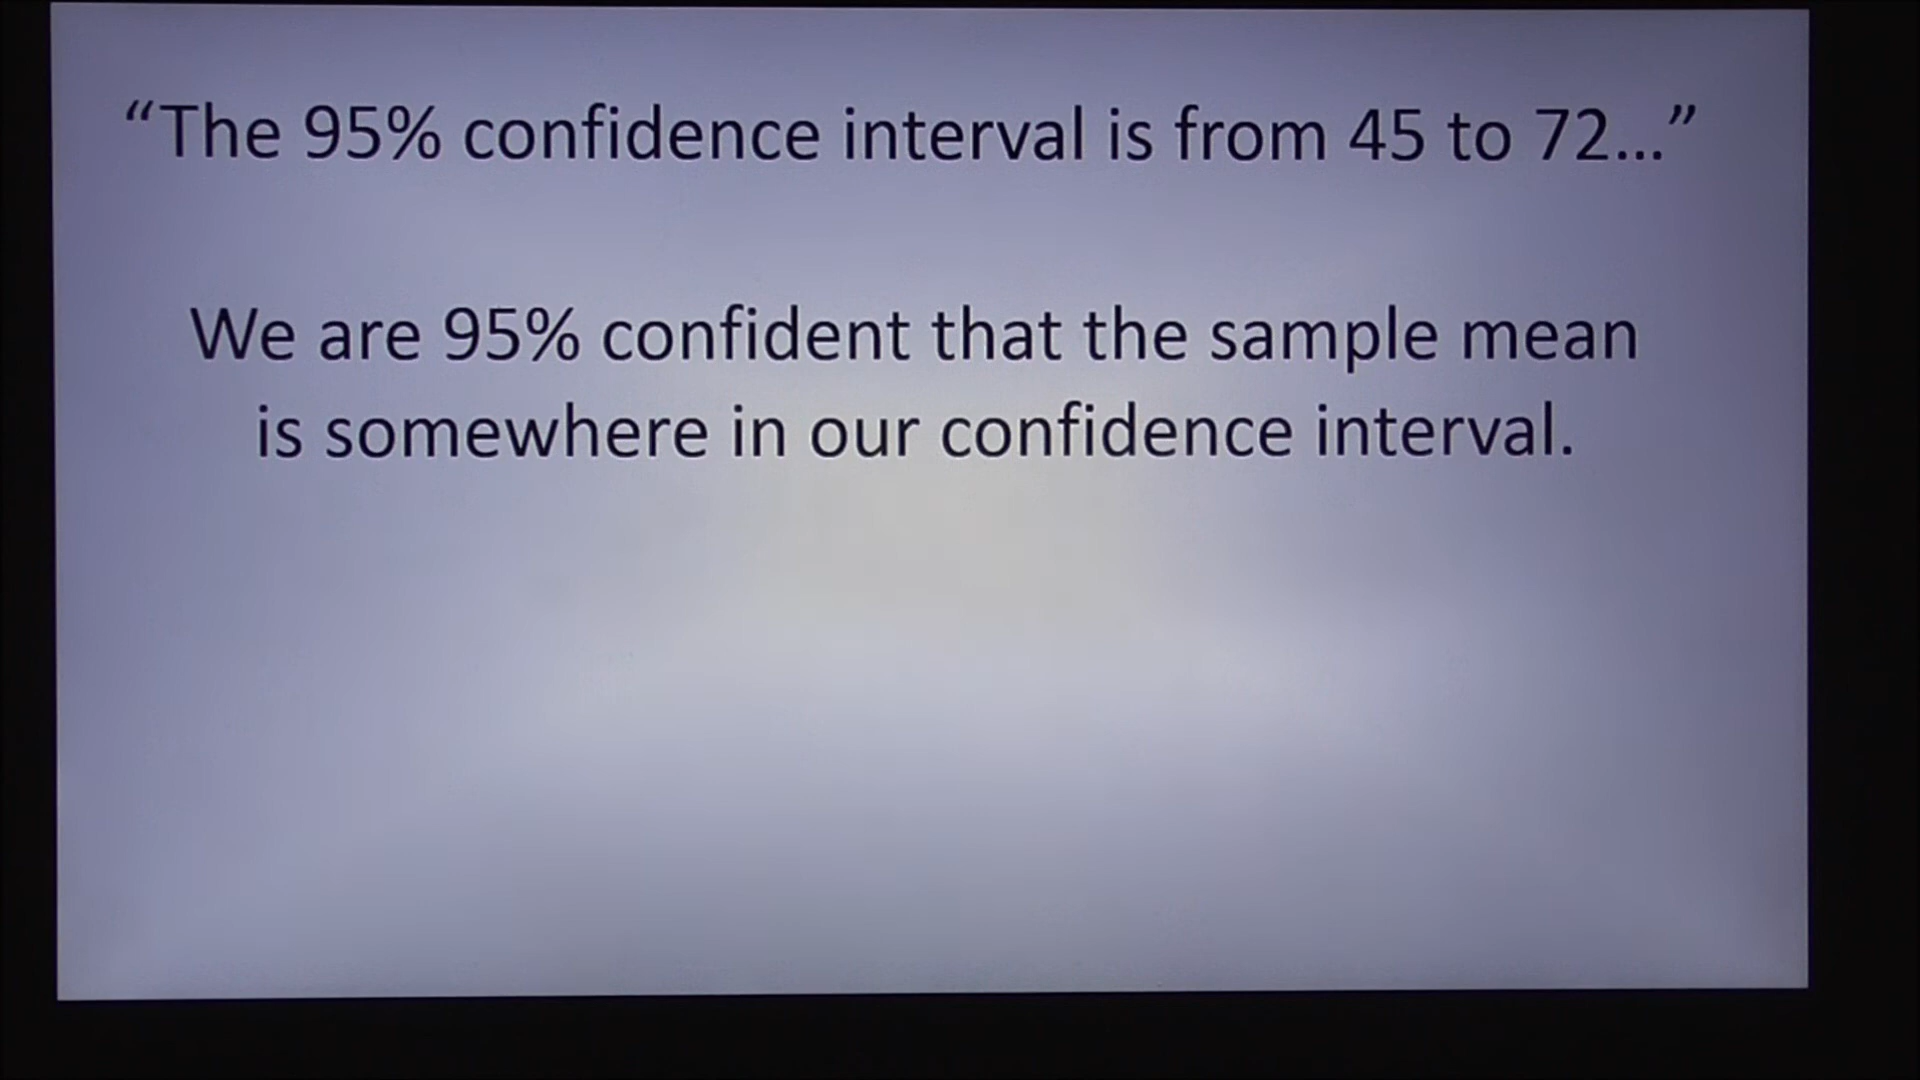 “The 95% confidence interval is from 45 to 72...”
We are 95% confident that the sample mean
is somewhere in our confidence interval.